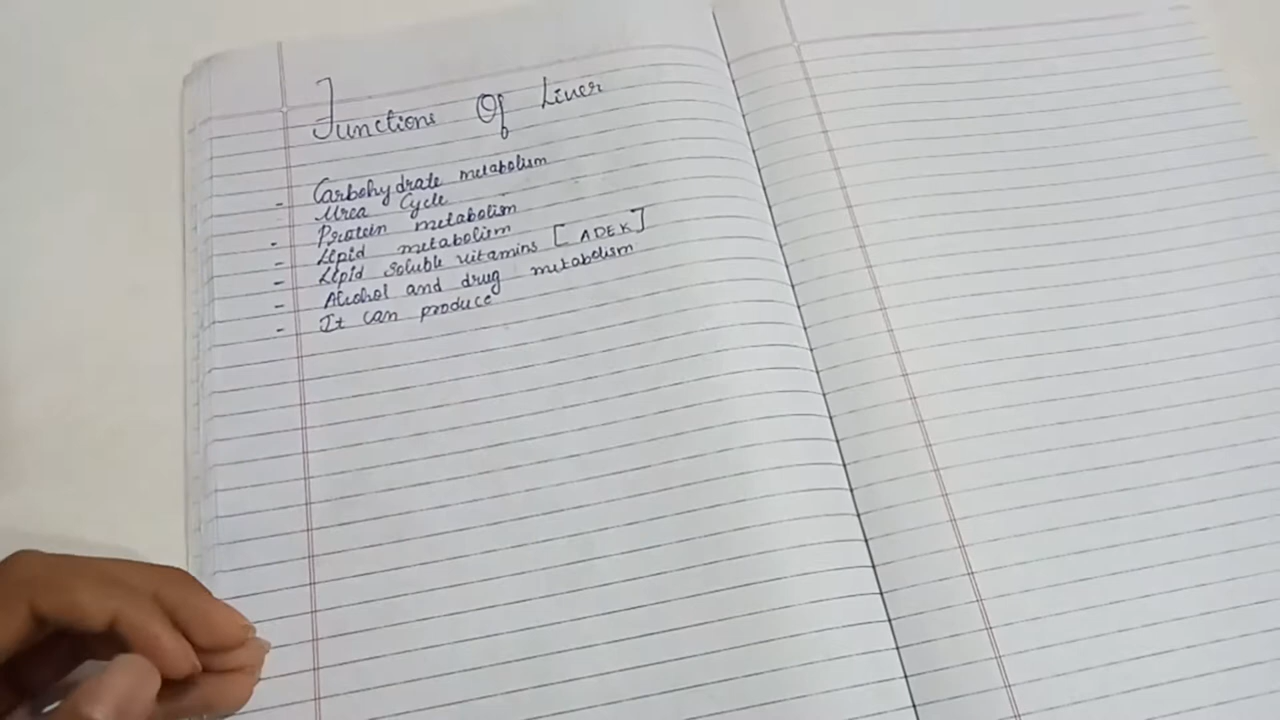 Functions Of Liver
- Carbohydrate metabolism
Urea Cycle
- Protein metabolism
- Lipid metabolism
- Lipid soluble vitamins [ADEK]
- Alcohol and drug metabolism
- It can produce